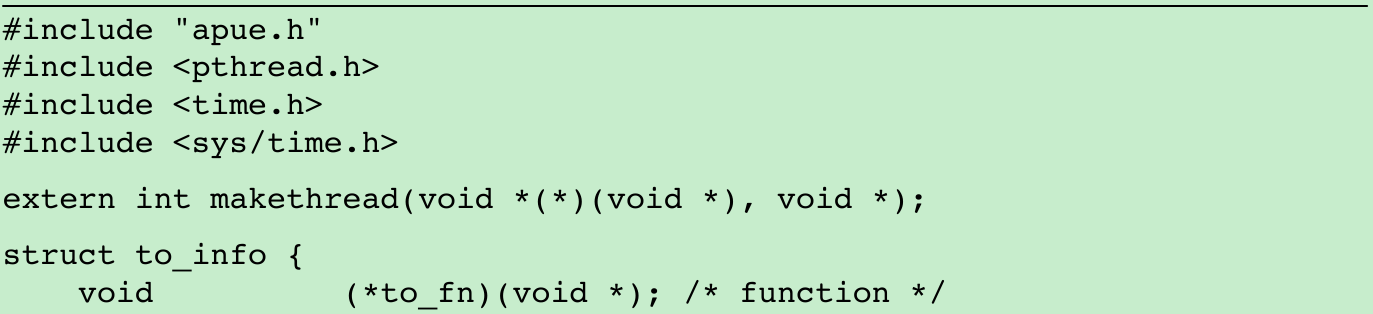 #include "apue.h"
#include <pthread.h>
#include <time.h>
#include <sys/time.h>
extern int makethread(void *(*)(void *), void *);
struct to_info {
    void          (*to_fn)(void *); /* function */